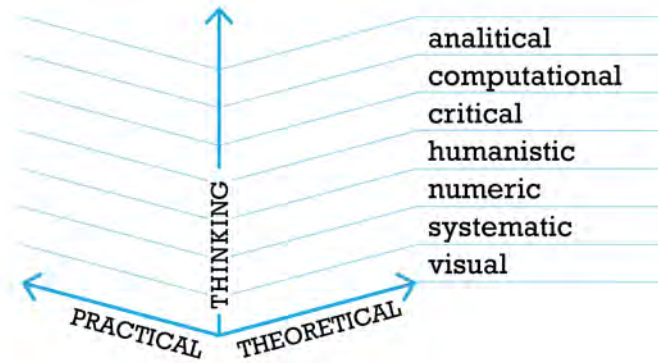 analitical
computational
critical
humanistic
numeric
systematic
visual
THINKING
PRACTICAL
THEORETICAL